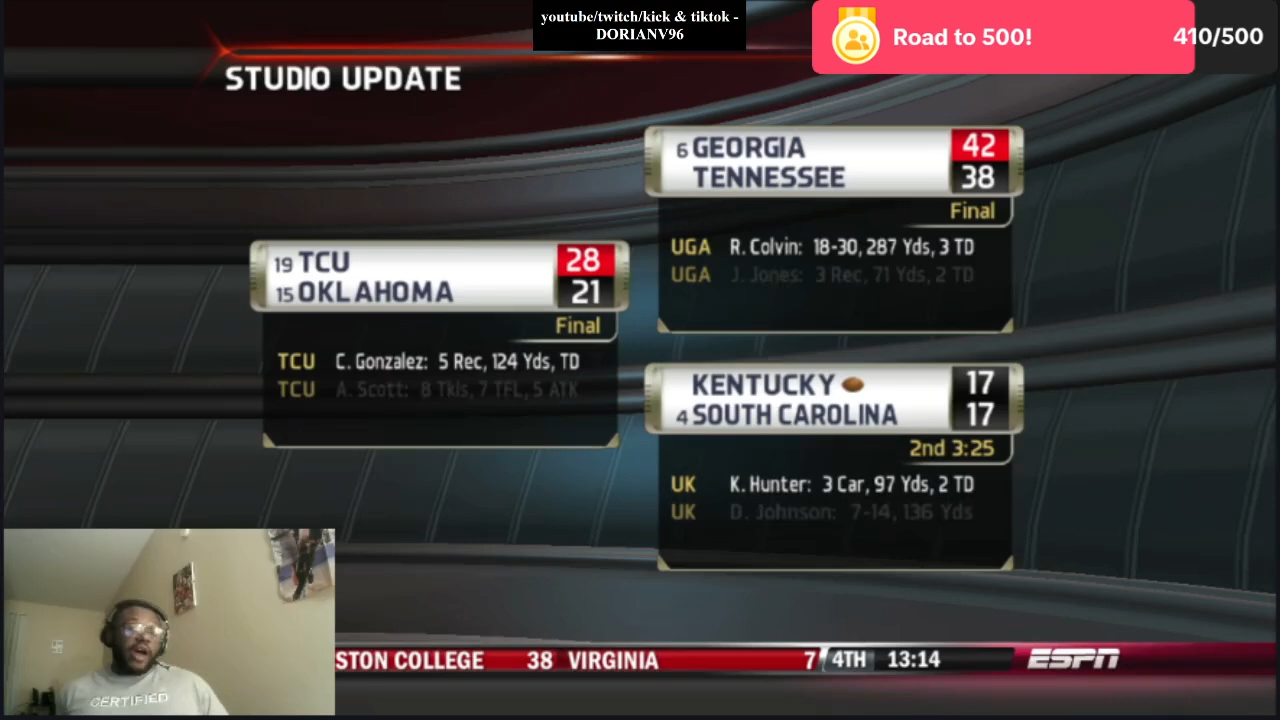 youtube/twitch/kick & tiktok -
DORIANV96
Road to 500!
410/500
STUDIO UPDATE
19 TCU 28
15 OKLAHOMA 21
Final
TCU C. Gonzalez: 5 Rec, 124 Yds, TD
TCU A. Scott: 8 Tkls, 7 TFL, 5 ATK
6 GEORGIA 42
TENNESSEE 38
Final
UGA R. Colvin: 18-30, 287 Yds, 3 TD
UGA J. Jones: 3 Rec, 71 Yds, 2 TD
KENTUCKY 17
4 SOUTH CAROLINA 17
2nd 3:25
UK K. Hunter: 3 Car, 97 Yds, 2 TD
UK D. Johnson: 7-14, 136 Yds
CERTIFIED
STON COLLEGE 38 VIRGINIA 7 4TH 13:14 ESPN